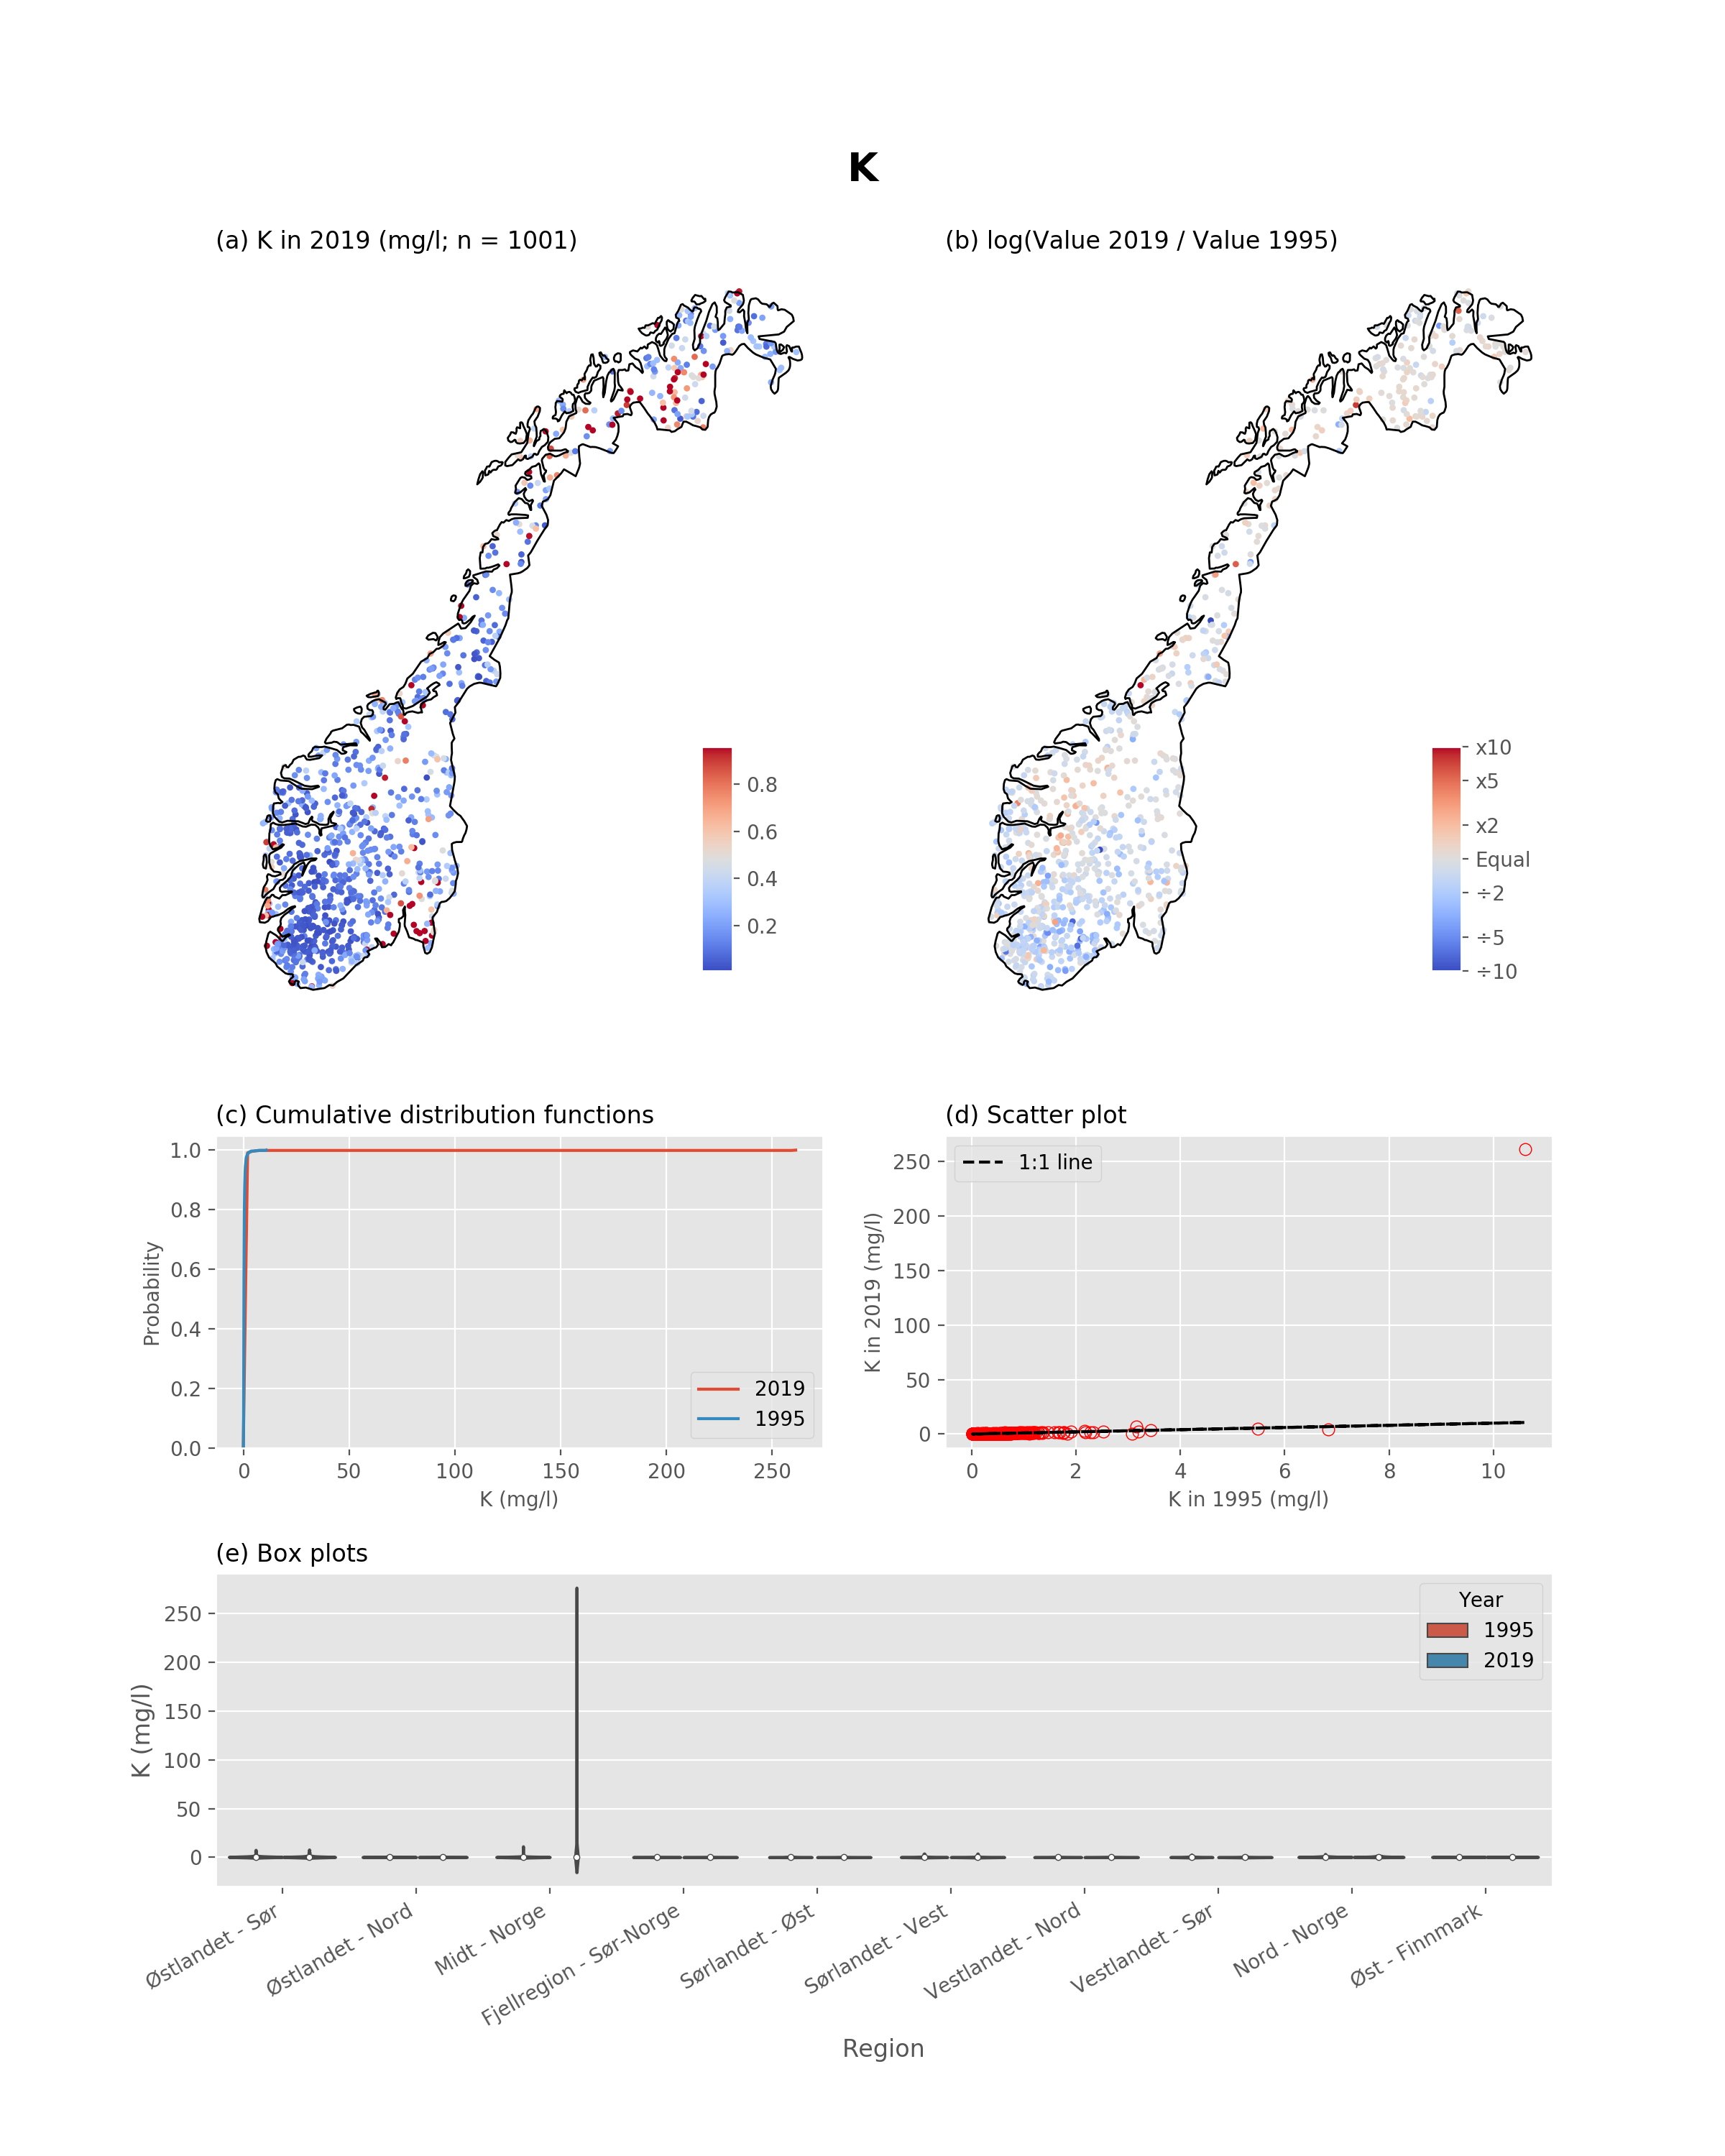 K
(a) K in 2019 (mg/l; n = 1001)
(b) log(Value 2019 / Value 1995)
0.8
0.6
0.4
0.2
x10
x5
x2
Equal
÷2
÷5
÷10
(c) Cumulative distribution functions
1.0
0.8
0.6
0.4
0.2
0.0
Probability
2019
1995
0 50 100 150 200 250
K (mg/l)
(d) Scatter plot
1:1 line
250
200
150
100
50
0
K in 2019 (mg/l)
0 2 4 6 8 10
K in 1995 (mg/l)
(e) Box plots
Year
1995
2019
250
200
150
100
50
0
K (mg/l)
Østlandet - Sør
Østlandet - Nord
Midt - Norge
Fjellregion - Sør-Norge
Sørlandet - Øst
Sørlandet - Vest
Vestlandet - Nord
Vestlandet - Sør
Nord - Norge
Øst - Finnmark
Region